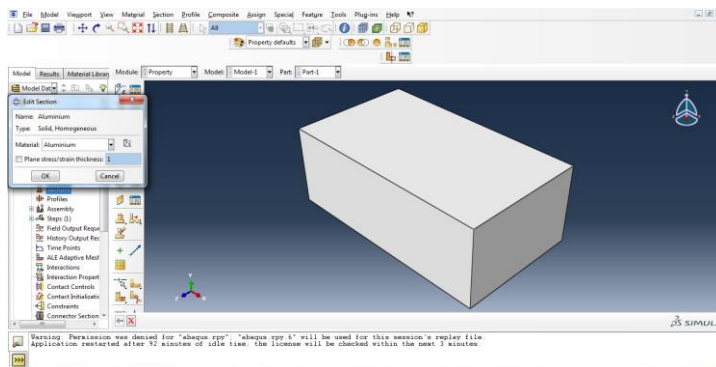 File Model Viewport View Material Section Profile Composite Assign Special Feature Tools Plug-ins Help
All
Property defaults
Model Results Material Library Module: Property Model: Model-1 Part: Part-1
Edit Section
Name: Aluminium
Type: Solid, Homogeneous
Material: Aluminium
Plane stress/strain thickness: 1
OK Cancel
Profiles
Assembly
Steps (1)
Field Output Reque
History Output Rec
Time Points
ALE Adaptive Mesh
Interactions
Interaction Propert
Contact Controls
Contact Initializatio
Constraints
Connector Section
Y
Z X
SIMUL
Warning: Permission was denied for "abaqus.rpy"; "abaqus.rpy.6" will be used for this session's replay file.
Application restarted after 92 minutes of idle time; the license will be checked within the next 3 minutes.
>>>